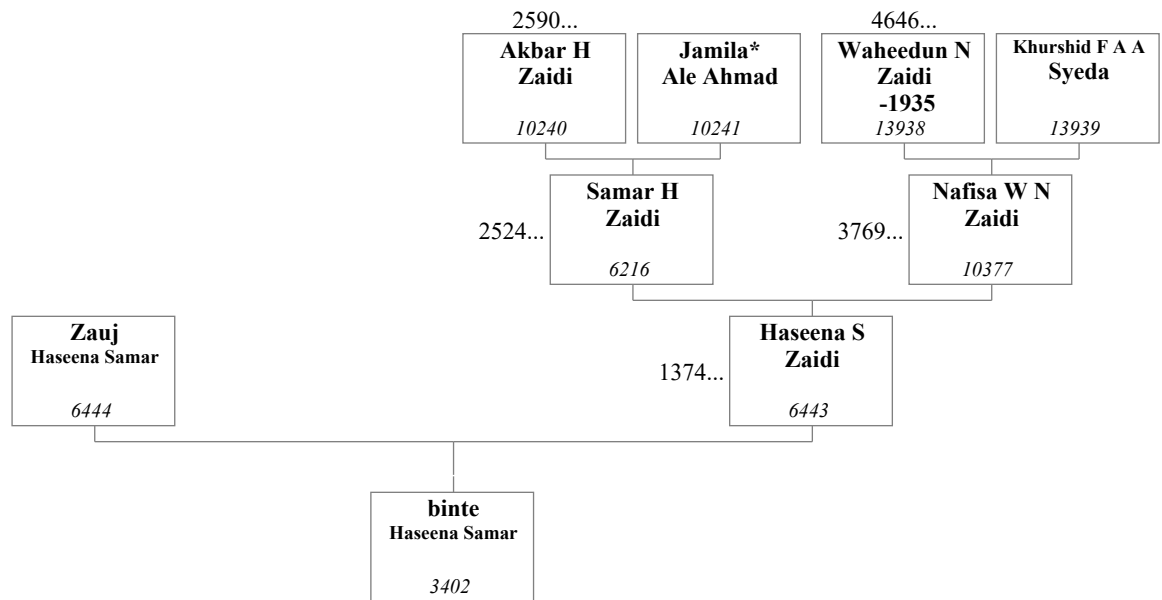 2590...
4646...
Akbar H
Zaidi
10240
Jamila*
Ale Ahmad
10241
Waheedun N
Zaidi
-1935
13938
Khurshid F A A
Syeda
13939
2524...
Samar H
Zaidi
6216
3769...
Nafisa W N
Zaidi
10377
Zauj
Haseena Samar
6444
1374...
Haseena S
Zaidi
6443
binte
Haseena Samar
3402